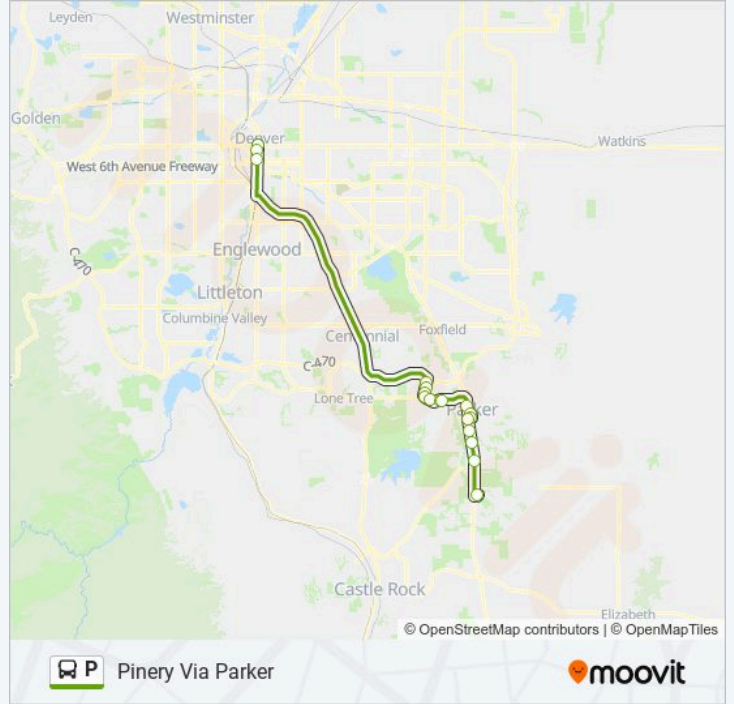 Leyden
Westminster
Golden
Denver
Watkins
West 6th Avenue Freeway
Englewood
C-470
Littleton
Columbine Valley
Centennial
Foxfield
C-470
Lone Tree
Parker
Castle Rock
Elizabeth
© OpenStreetMap contributors | © OpenMapTiles
P Pinery Via Parker
moovit